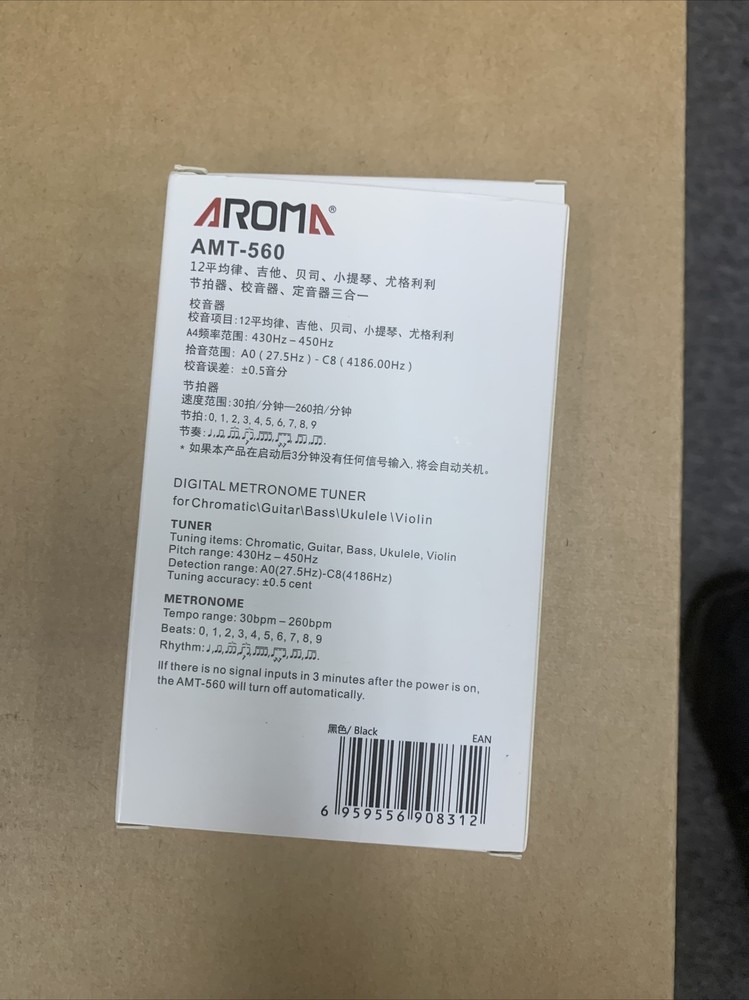 AROMA®
AMT-560
12平均律、吉他、贝司、小提琴、尤格利利
节拍器、校音器、定音器三合一
校音器
校音项目:12平均律、吉他、贝司、小提琴、尤格利利
A4频率范围: 430Hz – 450Hz
拾音范围: A0 ( 27.5Hz ) - C8 ( 4186.00Hz )
校音误差: ±0.5音分
节拍器
速度范围:30拍/分钟—260拍/分钟
节拍: 0, 1, 2, 3, 4, 5, 6, 7, 8, 9
节奏:
* 如果本产品在启动后3分钟没有任何信号输入, 将会自动关机。
DIGITAL METRONOME TUNER
for Chromatic\Guitar\Bass\Ukulele \Violin
TUNER
Tuning items: Chromatic, Guitar, Bass, Ukulele, Violin
Pitch range: 430Hz – 450Hz
Detection range: A0(27.5Hz)-C8(4186Hz)
Tuning accuracy: ±0.5 cent
METRONOME
Tempo range: 30bpm – 260bpm
Beats: 0, 1, 2, 3, 4, 5, 6, 7, 8, 9
Rhythm:
IIf there is no signal inputs in 3 minutes after the power is on,
the AMT-560 will turn off automatically.
黑色/ Black
EAN
6 959556 908312